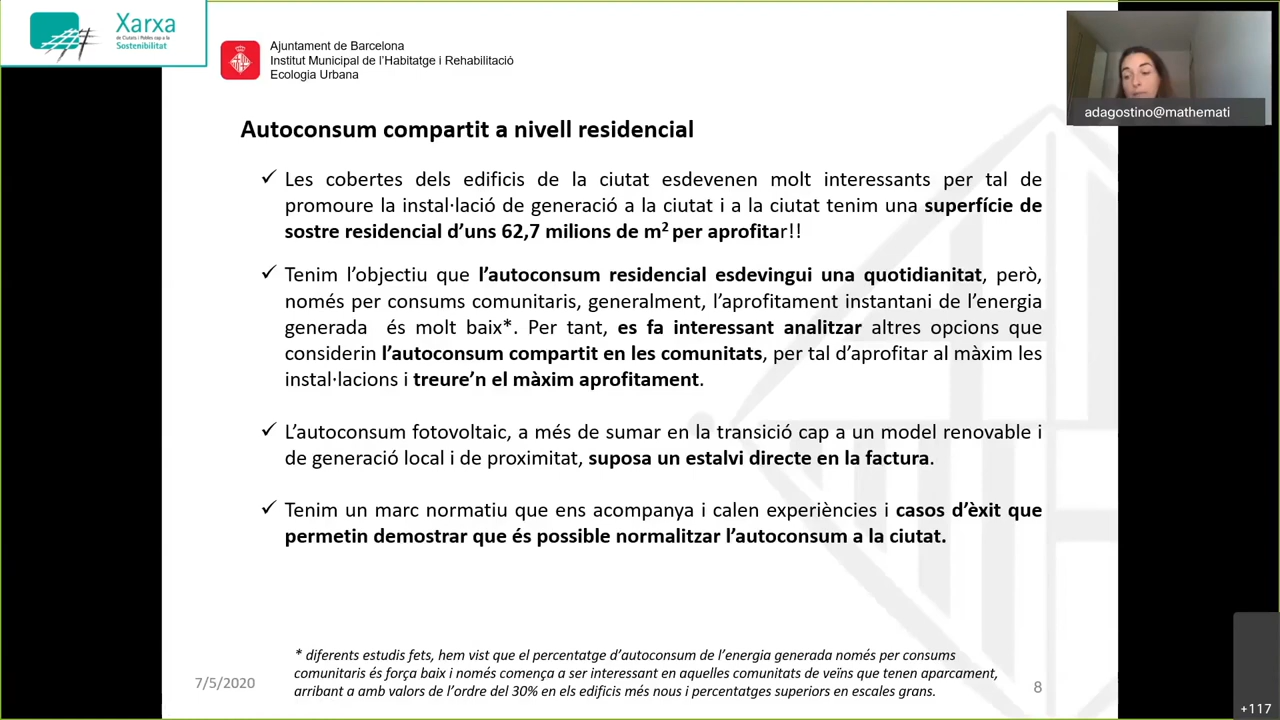 Xarxa
de Ciutats i Pobles cap a la
Sostenibilitat
Ajuntament de Barcelona
Institut Municipal de l'Habitatge i Rehabilitació
Ecologia Urbana
adagostino@mathemati
Autoconsum compartit a nivell residencial
✓ Les cobertes dels edificis de la ciutat esdevenen molt interessants per tal de
promoure la instal·lació de generació a la ciutat i a la ciutat tenim una superfície de
sostre residencial d'uns 62,7 milions de m² per aprofitar!!
✓ Tenim l'objectiu que l'autoconsum residencial esdevingui una quotidianitat, però,
només per consums comunitaris, generalment, l'aprofitament instantani de l'energia
generada és molt baix*. Per tant, es fa interessant analitzar altres opcions que
considerin l'autoconsum compartit en les comunitats, per tal d'aprofitar al màxim les
instal·lacions i treure'n el màxim aprofitament.
✓ L'autoconsum fotovoltaic, a més de sumar en la transició cap a un model renovable i
de generació local i de proximitat, suposa un estalvi directe en la factura.
✓ Tenim un marc normatiu que ens acompanya i calen experiències i casos d'èxit que
permetin demostrar que és possible normalitzar l'autoconsum a la ciutat.
* diferents estudis fets, hem vist que el percentatge d'autoconsum de l'energia generada només per consums
comunitaris és força baix i només comença a ser interessant en aquelles comunitats de veïns que tenen aparcament,
arribant a amb valors de l'ordre del 30% en els edificis més nous i percentatges superiors en escales grans.
7/5/2020
8
+117